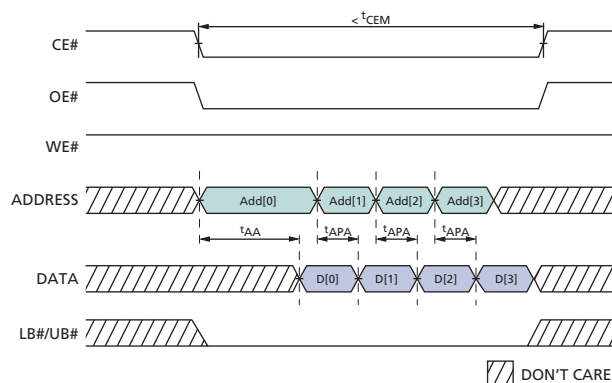 < tCEM
CE#
OE#
WE#
ADDRESS Add[0] Add[1] Add[2] Add[3]
tAA tAPA tAPA tAPA
DATA D[0] D[1] D[2] D[3]
LB#/UB#
DON'T CARE